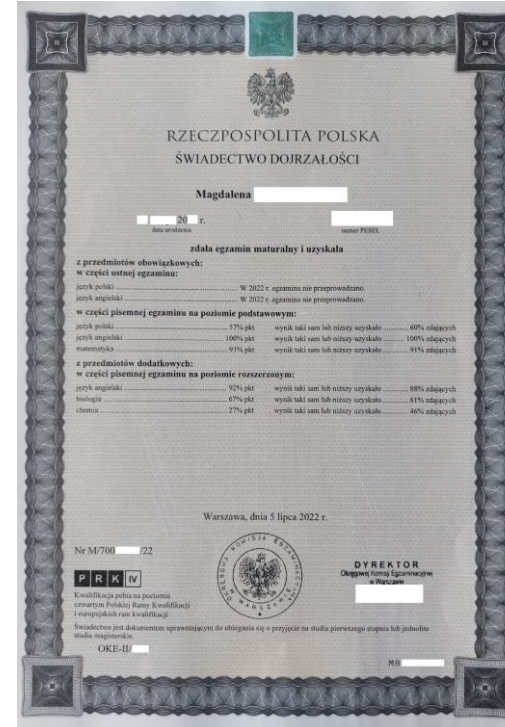 RZECZPOSPOLITA POLSKA
ŚWIADECTWO DOJRZAŁOŚCI
Magdalena
20 r.
data urodzenia
numer PESEL
zdała egzamin maturalny i uzyskała
z przedmiotów obowiązkowych:
w części ustnej egzaminu:
język polski ........ W 2022 r. egzaminu nie przeprowadzano.
język angielski ........ W 2022 r. egzaminu nie przeprowadzano.
w części pisemnej egzaminu na poziomie podstawowym:
język polski ........ 57% pkt wynik taki sam lub niższy uzyskało ........ 60% zdających
język angielski ........ 100% pkt wynik taki sam lub niższy uzyskało ........ 100% zdających
matematyka ........ 93% pkt wynik taki sam lub niższy uzyskało ........ 91% zdających
z przedmiotów dodatkowych:
w części pisemnej egzaminu na poziomie rozszerzonym:
język angielski ........ 92% pkt wynik taki sam lub niższy uzyskało ........ 88% zdających
biologia ........ 67% pkt wynik taki sam lub niższy uzyskało ........ 81% zdających
chemia ........ 27% pkt wynik taki sam lub niższy uzyskało ........ 46% zdających
Warszawa, dnia 5 lipca 2022 r.
Nr M/700 /22
OKRĘGOWA KOMISJA EGZAMINACYJNA
W WARSZAWIE
DYREKTOR
Okręgowej Komisji Egzaminacyjnej
w Warszawie
P R K IV
Kwalifikacja pełna na poziomie
czwartym Polskiej Ramy Kwalifikacji
i europejskich ram kwalifikacji
Świadectwo jest dokumentem uprawniającym do ubiegania się o przyjęcie na studia pierwszego stopnia lub jednolite
studia magisterskie.
OKE-II/